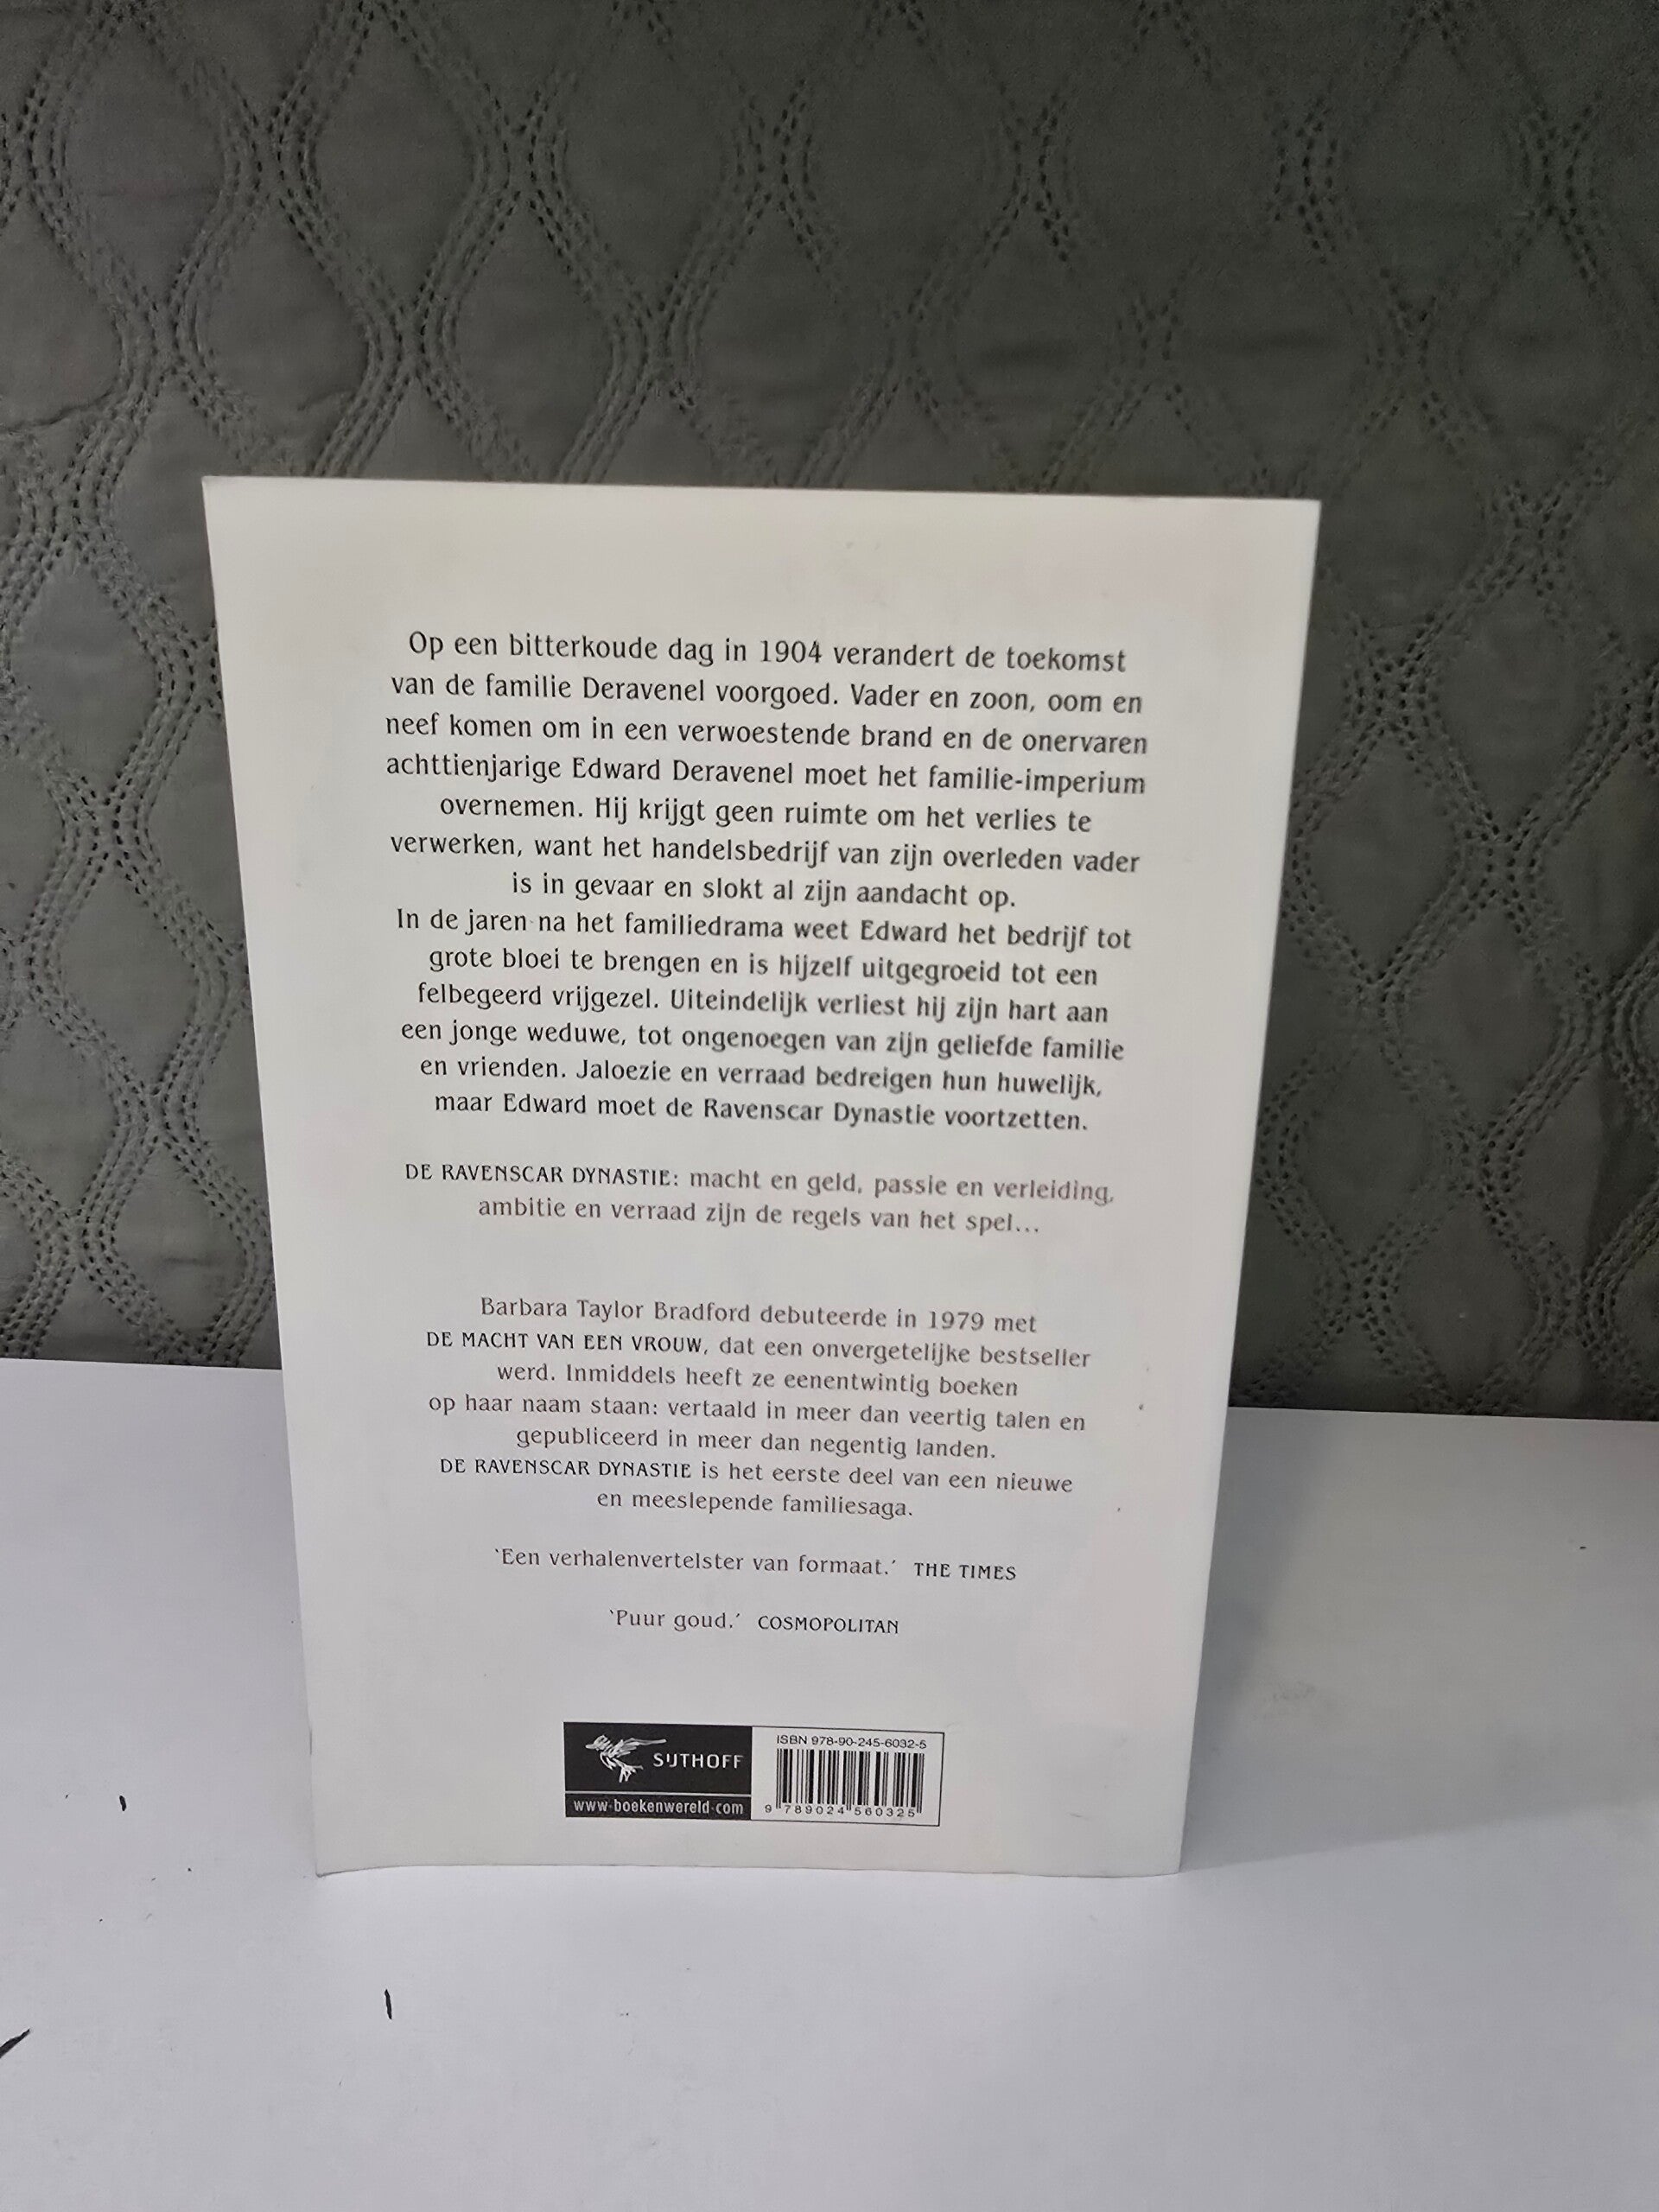 Op een bitterkoude dag in 1904 verandert de toekomst
van de familie Deravenel voorgoed. Vader en zoon, oom en
neef komen om in een verwoestende brand en de onervaren
achttienjarige Edward Deravenel moet het familie-imperium
overnemen. Hij krijgt geen ruimte om het verlies te
verwerken, want het handelsbedrijf van zijn overleden vader
is in gevaar en slokt al zijn aandacht op.
In de jaren na het familiedrama weet Edward het bedrijf tot
grote bloei te brengen en is hijzelf uitgegroeid tot een
felbegeerd vrijgezel. Uiteindelijk verliest hij zijn hart aan
een jonge weduwe, tot ongenoegen van zijn geliefde familie
en vrienden. Jaloezie en verraad bedreigen hun huwelijk,
maar Edward moet de Ravenscar Dynastie voortzetten.
DE RAVENSCAR DYNASTIE: macht en geld, passie en verleiding,
ambitie en verraad zijn de regels van het spel...
Barbara Taylor Bradford debuteerde in 1979 met
DE MACHT VAN EEN VROUW, dat een onvergetelijke bestseller
werd. Inmiddels heeft ze eenentwintig boeken
op haar naam staan: vertaald in meer dan veertig talen en
gepubliceerd in meer dan negentig landen.
DE RAVENSCAR DYNASTIE is het eerste deel van een nieuwe
en meeslepende familiesaga.
'Een verhalenvertelster van formaat.' THE TIMES
'Puur goud.' COSMOPOLITAN
SIJTHOFF
www.boekenwereld.com
ISBN 978-90-245-6032-5
9 789024 560325